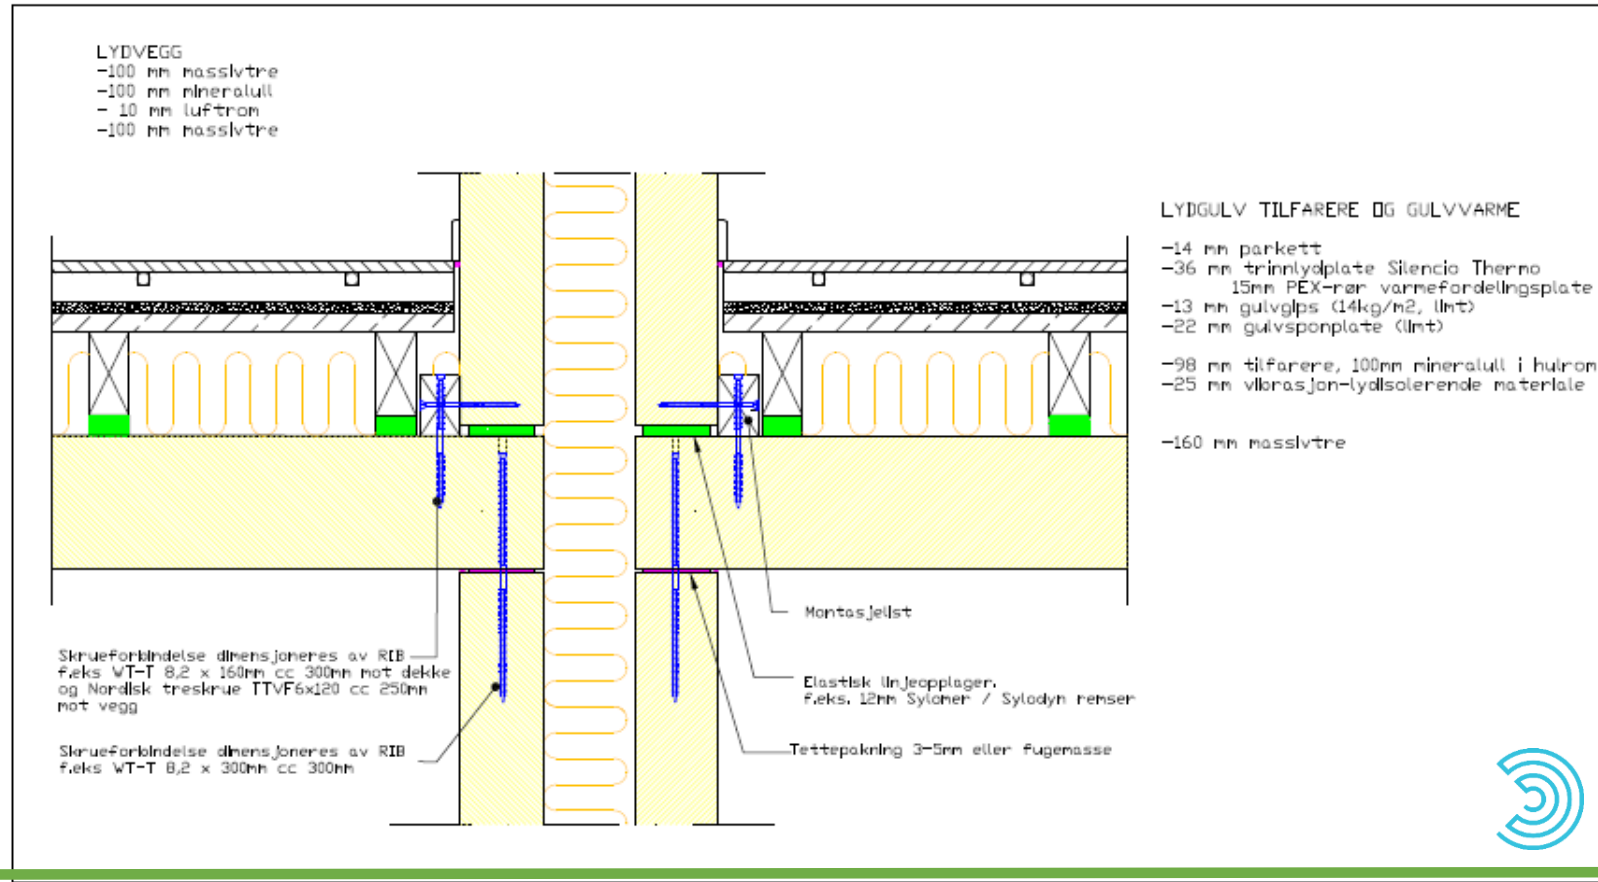 LYDVEGG
-100 mm massivtre
-100 mm mineralull
- 10 mm luftrom
-100 mm massivtre
LYDGULV TILFARERE OG GULVVARME
-14 mm parkett
-36 mm trinnlydplate Silencio Thermo
15mm PEX-rør varmefordelingsplate
-13 mm gulvgips (14kg/m2, limt)
-22 mm gulvsponplate (limt)
-98 mm tilfarere, 100mm mineralull i hulrom
-25 mm vibrasjon-lydisolerende materiale
-160 mm massivtre
Montasjelist
Skrueforbindelse dimensjoneres av RIB
f.eks WT-T 8,2 x 160mm cc 300mm mot dekke
og Nordisk treskrue TTVF6x120 cc 250mm
mot vegg
Elastisk linjeopplager.
f.eks. 12mm Sylomer / Sylodyn remser
Skrueforbindelse dimensjoneres av RIB
f.eks WT-T 8,2 x 300mm cc 300mm
Tettepakning 3-5mm eller fugemasse